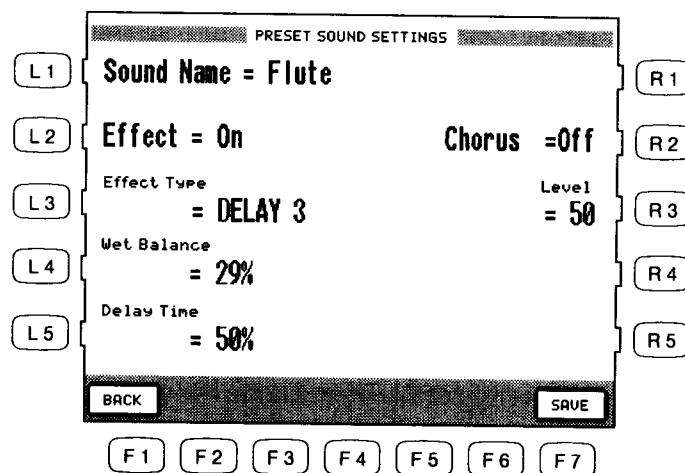 PRESET SOUND SETTINGS
L1 Sound Name = Flute R1
L2 Effect = On Chorus =Off R2
Effect Type Level
L3 = DELAY 3 = 50 R3
Wet Balance
L4 = 29% R4
Delay Time
L5 = 50% R5
BACK SAVE
F1 F2 F3 F4 F5 F6 F7